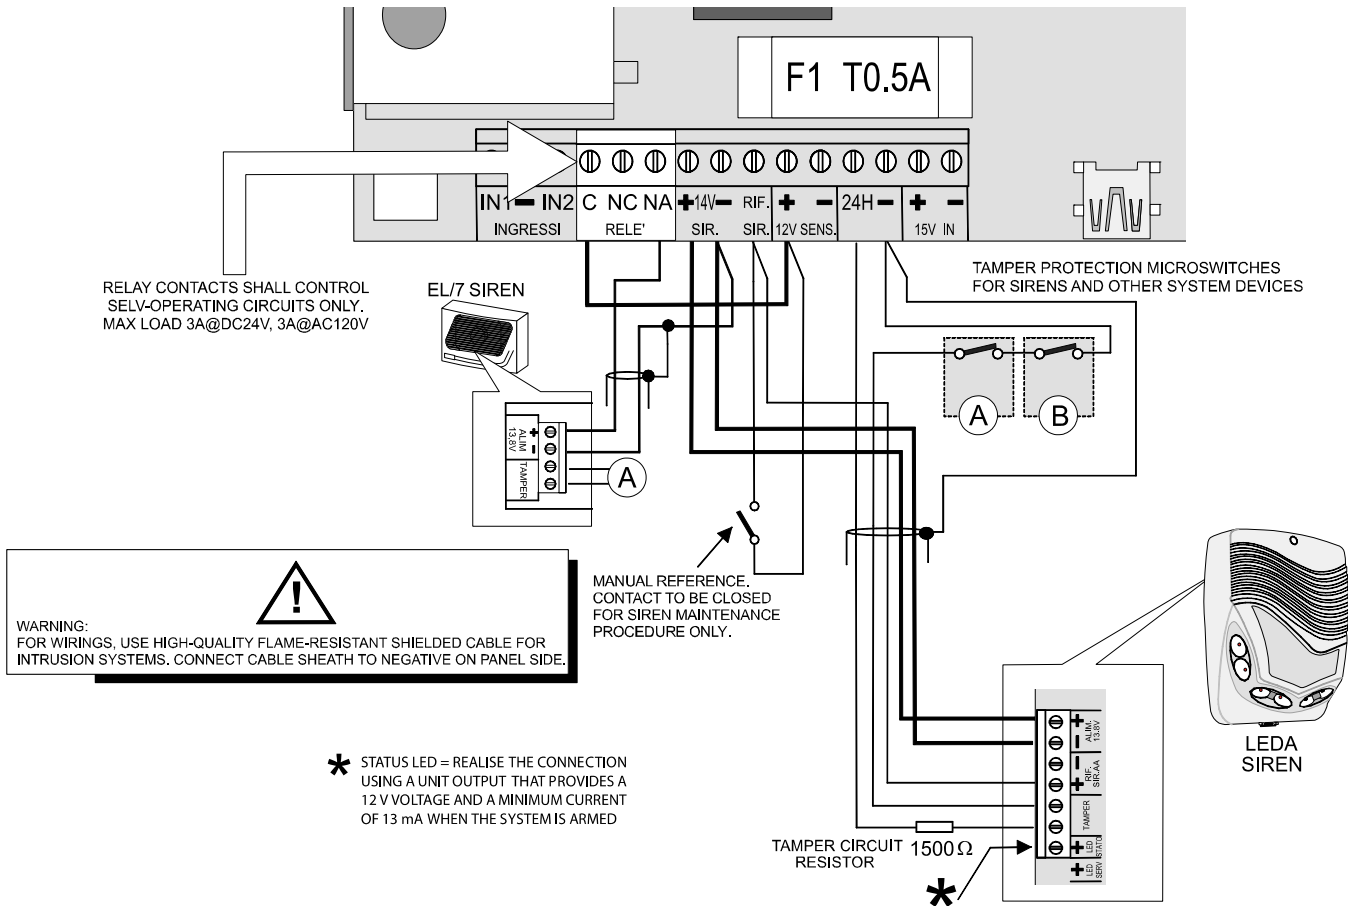 F1 T0.5A
IN1 − IN2 C NC NA +14V− RIF. + − 24H − + −
INGRESSI RELE' SIR. SIR. 12V SENS. 15V IN
RELAY CONTACTS SHALL CONTROL
SELV-OPERATING CIRCUITS ONLY.
MAX LOAD 3A@DC24V, 3A@AC120V
EL/7 SIREN
TAMPER PROTECTION MICROSWITCHES
FOR SIRENS AND OTHER SYSTEM DEVICES
A B
+ −
ALIM
13,8V
TAMPER
A
MANUAL REFERENCE.
CONTACT TO BE CLOSED
FOR SIREN MAINTENANCE
PROCEDURE ONLY.
!
WARNING:
FOR WIRINGS, USE HIGH-QUALITY FLAME-RESISTANT SHIELDED CABLE FOR
INTRUSION SYSTEMS. CONNECT CABLE SHEATH TO NEGATIVE ON PANEL SIDE.
LEDA
SIREN
* STATUS LED = REALISE THE CONNECTION
USING A UNIT OUTPUT THAT PROVIDES A
12 V VOLTAGE AND A MINIMUM CURRENT
OF 13 mA WHEN THE SYSTEM IS ARMED
+ −
ALIM.
13.8V
− +
RIF.
SIR.AA
TAMPER
+ LED
STATO
+ LED
SERV
TAMPER CIRCUIT
RESISTOR
1500 Ω
*